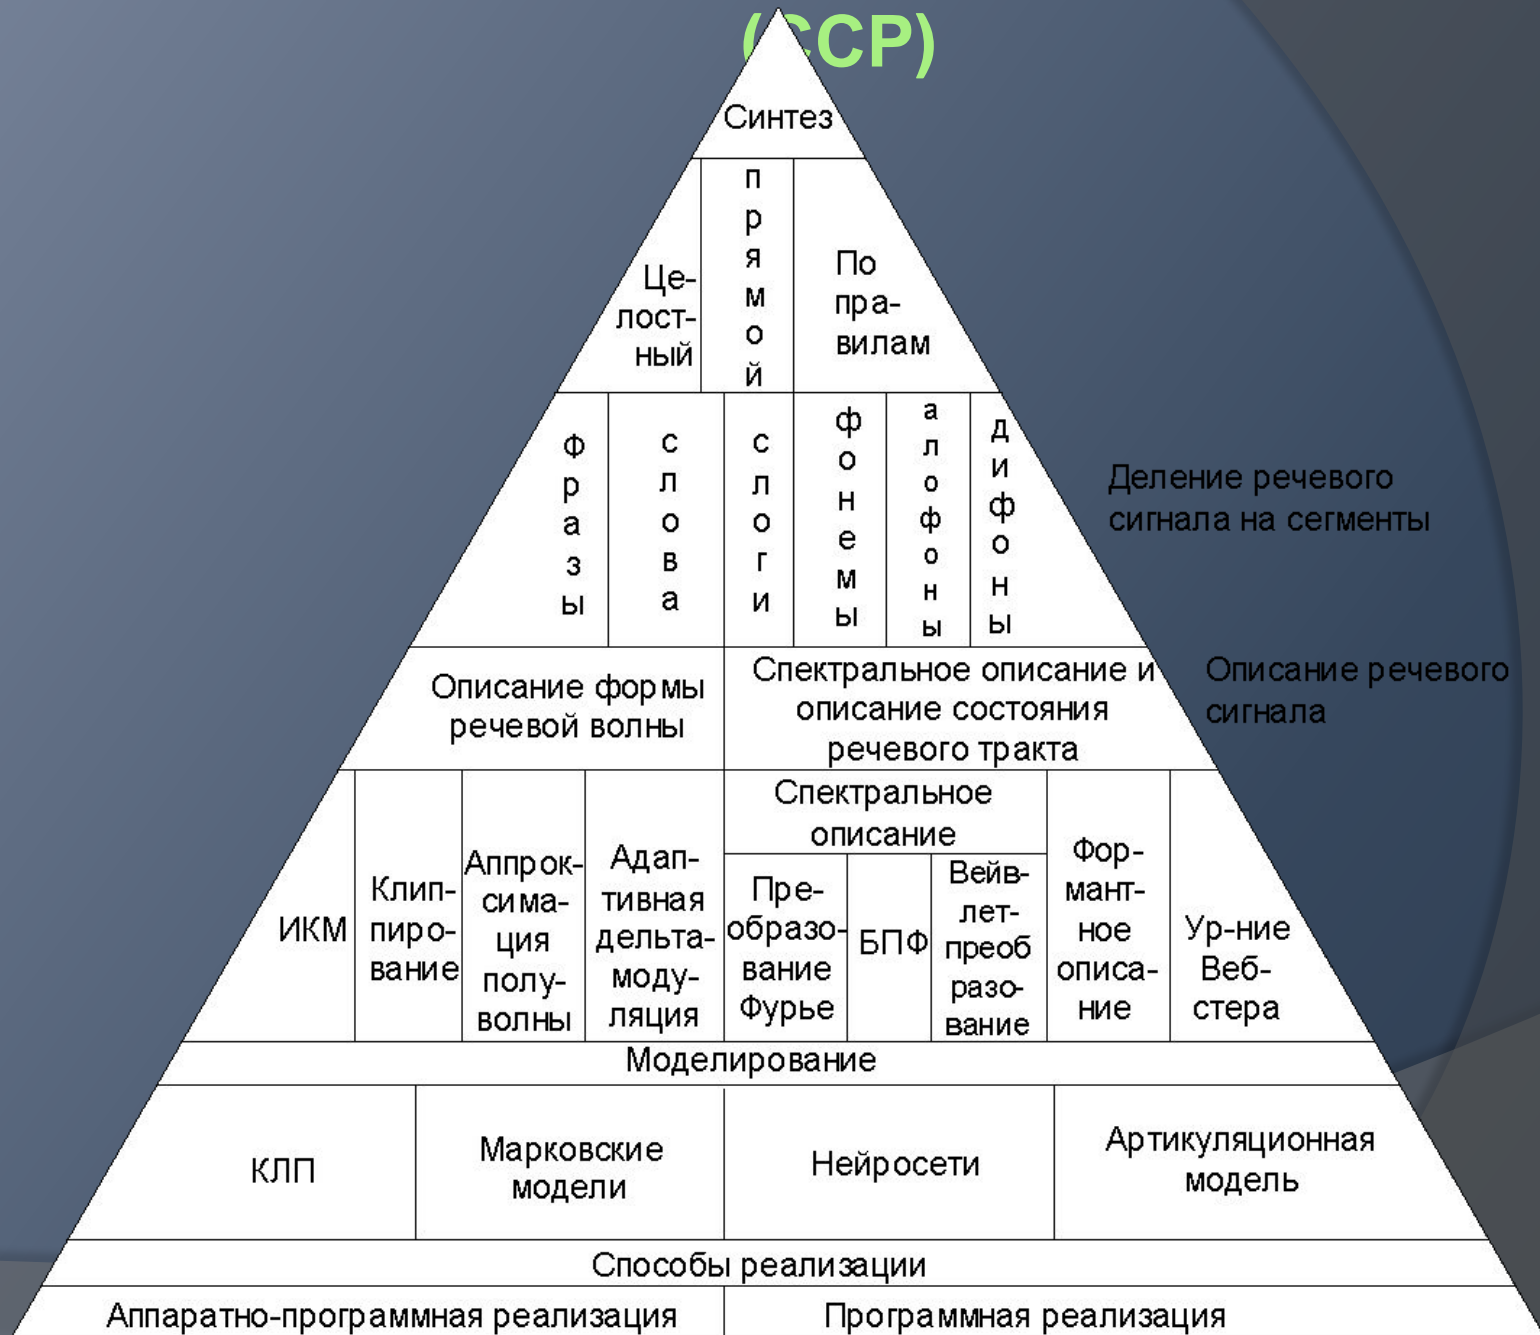 (ССР)
Синтез
Це-
лост-
ный
прямой
По
пра-
вилам
фразы
слова
слоги
фонемы
алофоны
дифоны
Деление речевого
сигнала на сегменты
Описание формы
речевой волны
Спектральное описание и
описание состояния
речевого тракта
Описание речевого
сигнала
ИКМ
Клип-
пиро-
вание
Аппрок-
сима-
ция
полу-
волны
Адап-
тивная
дельта-
моду-
ляция
Спектральное
описание
Пре-
образо-
вание
Фурье
БПФ
Вейв-
лет-
преоб
разо-
вание
Фор-
мант-
ное
описа-
ние
Ур-ние
Веб-
стера
Моделирование
КЛП
Марковские
модели
Нейросети
Артикуляционная
модель
Способы реализации
Аппаратно-программная реализация
Программная реализация